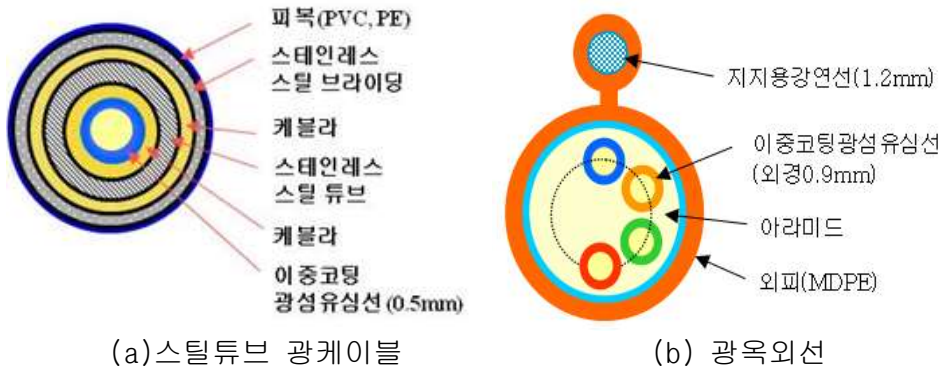 피복(PVC, PE)
스테인레스
스틸 브라이딩
케블라
스테인레스
스틸 튜브
케블라
이중코팅
광섬유심선(0.5mm)
(a)스틸튜브 광케이블
지지용강연선(1.2mm)
이중코팅광섬유심선
(외경0.9mm)
아라미드
외피(MDPE)
(b) 광옥외선